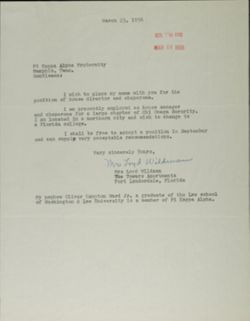 March 23, 1956
Pi Kappa Alpha Fraternity
Memphis, Tenn.
Gentlemen:
I wish to place my name with you for the
position of house director and chaperone.
I am presently employed as house manager
and chaperone for a large chapter of Chi Omega Sorority.
I am located in a northern city and wish to change to
a Florida college.
I shall be free to accept a position in September
and can supply very acceptable recommendations.
Very sincerely yours,
Mrs Loyd Wildman
Mrs Loyd Wildman
The Towers Apartments
Fort Lauderdale, Florida
My nephew Oliver Ward Jr. a graduate of the Law school
of Washington & Lee University is a member of Pi Kappa Alpha.